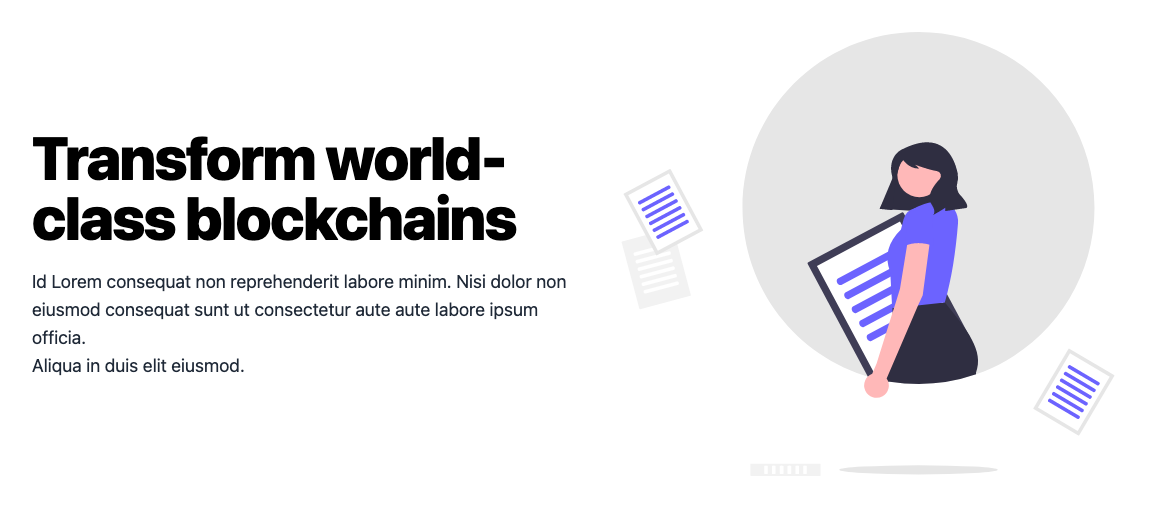 Transform world-
class blockchains
Id Lorem consequat non reprehenderit labore minim. Nisi dolor non
eiusmod consequat sunt ut consectetur aute aute labore ipsum
officia.
Aliqua in duis elit eiusmod.